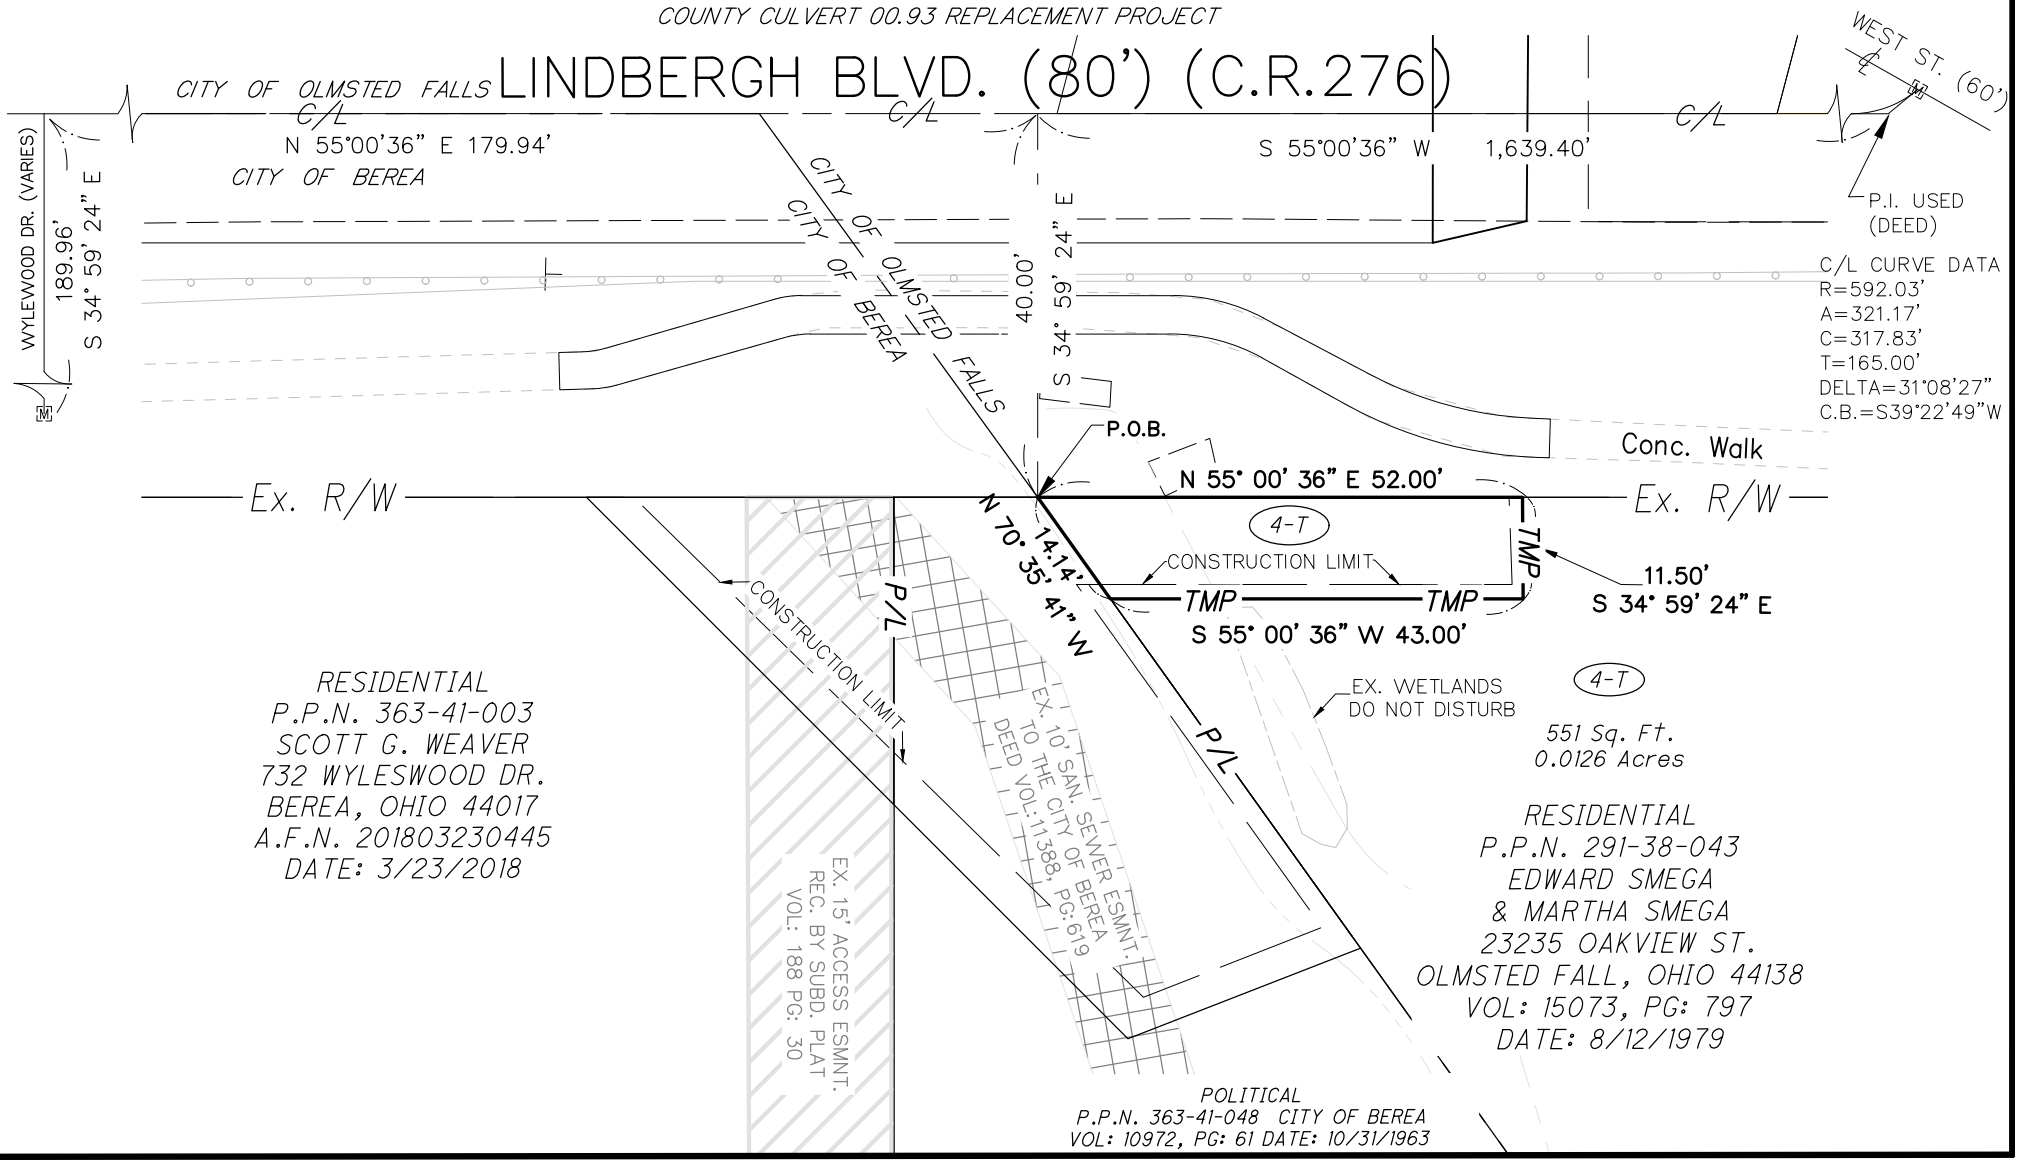 COUNTY CULVERT 00.93 REPLACEMENT PROJECT
LINDBERGH BLVD. (80') (C.R.276)
CITY OF OLMSTED FALLS
C/L
C/L
C/L
N 55°00'36" E 179.94'
CITY OF BEREA
S 55°00'36" W 1,639.40'
WEST ST. (60')
℄
M
P.I. USED
(DEED)
C/L CURVE DATA
R=592.03'
A=321.17'
C=317.83'
T=165.00'
DELTA=31°08'27"
C.B.=S39°22'49"W
WYLEWOOD DR. (VARIES)
189.96'
S 34° 59' 24" E
M
CITY OF OLMSTED FALLS
CITY OF BEREA
40.00'
S 34° 59' 24" E
P.O.B.
Conc. Walk
Ex. R/W
Ex. R/W
N 55° 00' 36" E 52.00'
4-T
CONSTRUCTION LIMIT
TMP
TMP
TMP
11.50'
S 34° 59' 24" E
S 55° 00' 36" W 43.00'
14.14'
N 70° 35' 41" W
P/L
CONSTRUCTION LIMIT
P/L
EX. WETLANDS
DO NOT DISTURB
4-T
551 Sq. Ft.
0.0126 Acres
RESIDENTIAL
P.P.N. 363-41-003
SCOTT G. WEAVER
732 WYLESWOOD DR.
BEREA, OHIO 44017
A.F.N. 201803230445
DATE: 3/23/2018
EX. 15' ACCESS ESMNT.
REC. BY SUBD. PLAT
VOL: 188 PG: 30
EX. 10' SAN. SEWER ESMNT.
TO THE CITY OF BEREA
DEED VOL:11388, PG:619
RESIDENTIAL
P.P.N. 291-38-043
EDWARD SMEGA
& MARTHA SMEGA
23235 OAKVIEW ST.
OLMSTED FALL, OHIO 44138
VOL: 15073, PG: 797
DATE: 8/12/1979
POLITICAL
P.P.N. 363-41-048 CITY OF BEREA
VOL: 10972, PG: 61 DATE: 10/31/1963